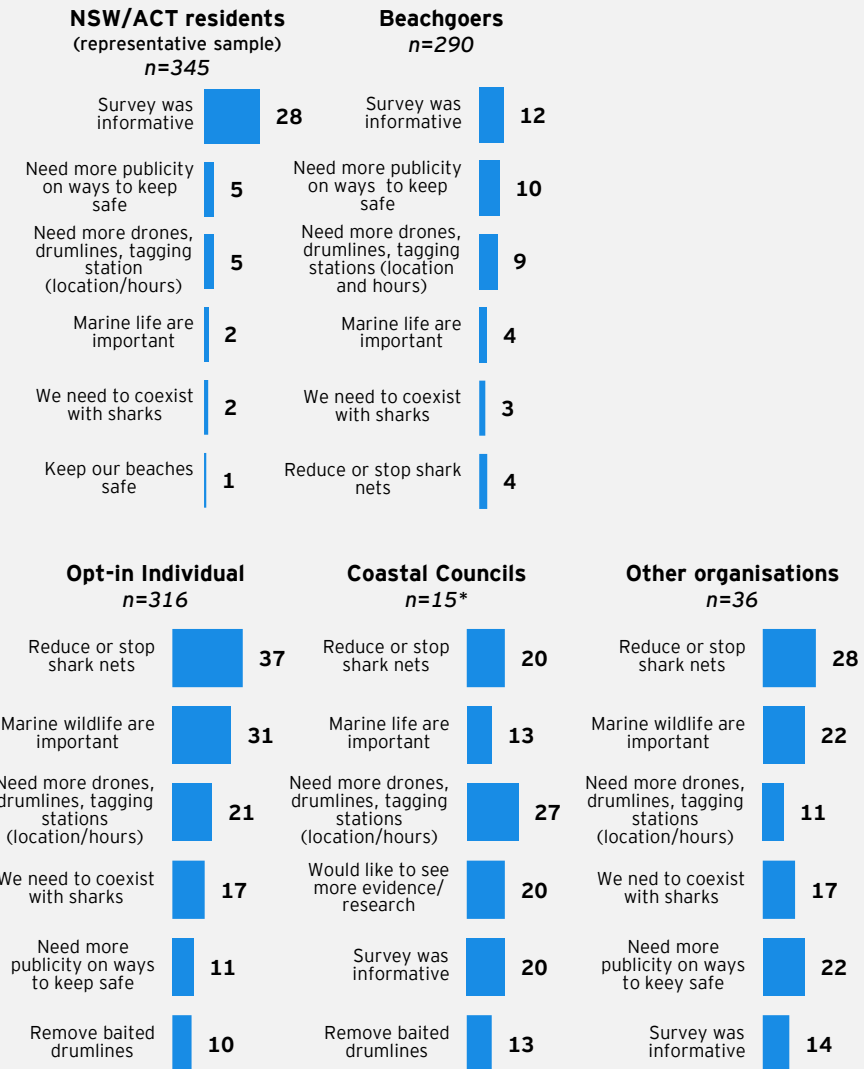 NSW/ACT residents
(representative sample)
n=345
Survey was
informative
28
Need more publicity
on ways to keep
safe
5
Need more drones,
drumlines, tagging
station
(location/hours)
5
Marine life are
important
2
We need to coexist
with sharks
2
Keep our beaches
safe
1
Beachgoers
n=290
Survey was
informative
12
Need more publicity
on ways to keep
safe
10
Need more drones,
drumlines, tagging
stations (location
and hours)
9
Marine life are
important
4
We need to coexist
with sharks
3
Reduce or stop shark
nets
4
Opt-in Individual
n=316
Reduce or stop
shark nets
37
Marine wildlife are
important
31
Need more drones,
drumlines, tagging
stations
(location/hours)
21
We need to coexist
with sharks
17
Need more
publicity on ways
to keep safe
11
Remove baited
drumlines
10
Coastal Councils
n=15*
Reduce or stop
shark nets
20
Marine life are
important
13
Need more drones,
drumlines, tagging
stations
(location/hours)
27
Would like to see
more evidence/
research
20
Survey was
informative
20
Remove baited
drumlines
13
Other organisations
n=36
Reduce or stop
shark nets
28
Marine wildlife are
important
22
Need more drones,
drumlines, tagging
stations
(location/hours)
11
We ned to coexist
with sharks
17
Need more
publicity on ways
to keey safe
22
Survey was
informative
14